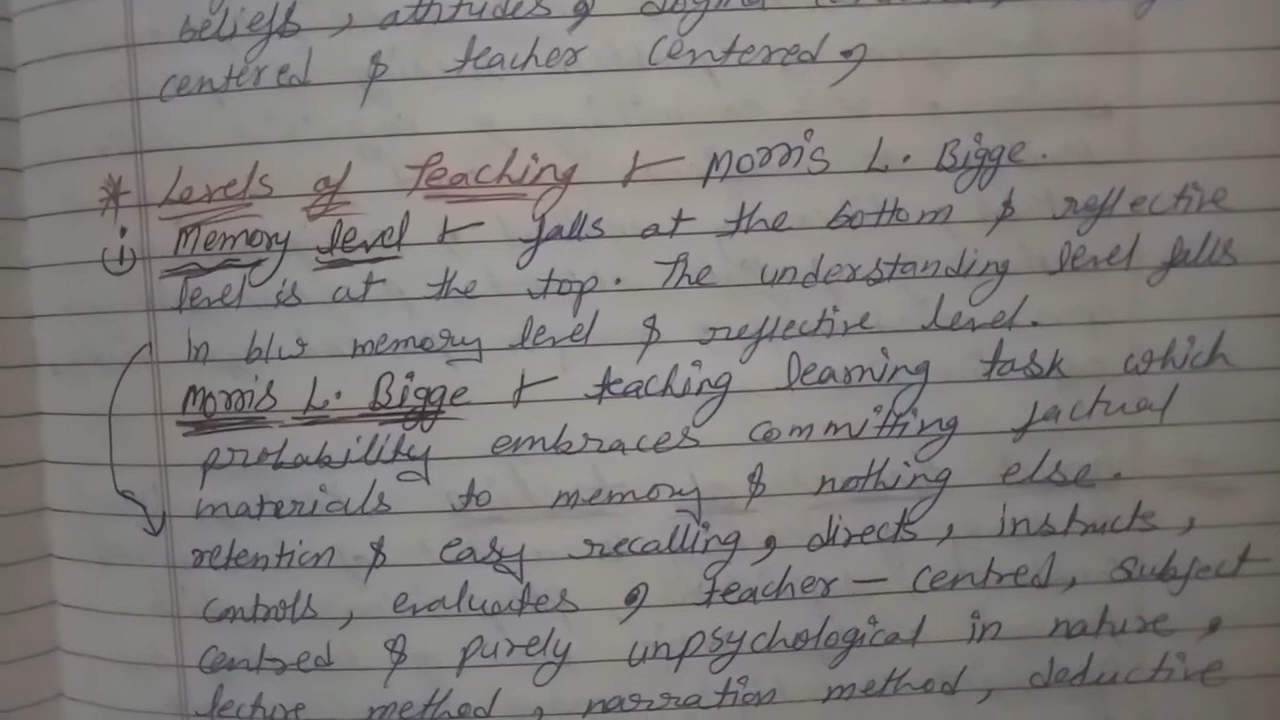 beliefs, attitudes,
centered & teacher centered,
* Levels of Teaching :- Morris L. Bigge.
(i) Memory level :- falls at the bottom & reflective
level is at the top. The understanding level falls
in b/w memory level & reflective level.
Morris L. Bigge :- teaching learning task which
probability embraces committing factual
materials to memory & nothing else.
retention & easy recalling, directs, instructs,
controls, evaluates, teacher-centred, subject
centred & purely unpsychological in nature,
lecture method, narration method, deductive